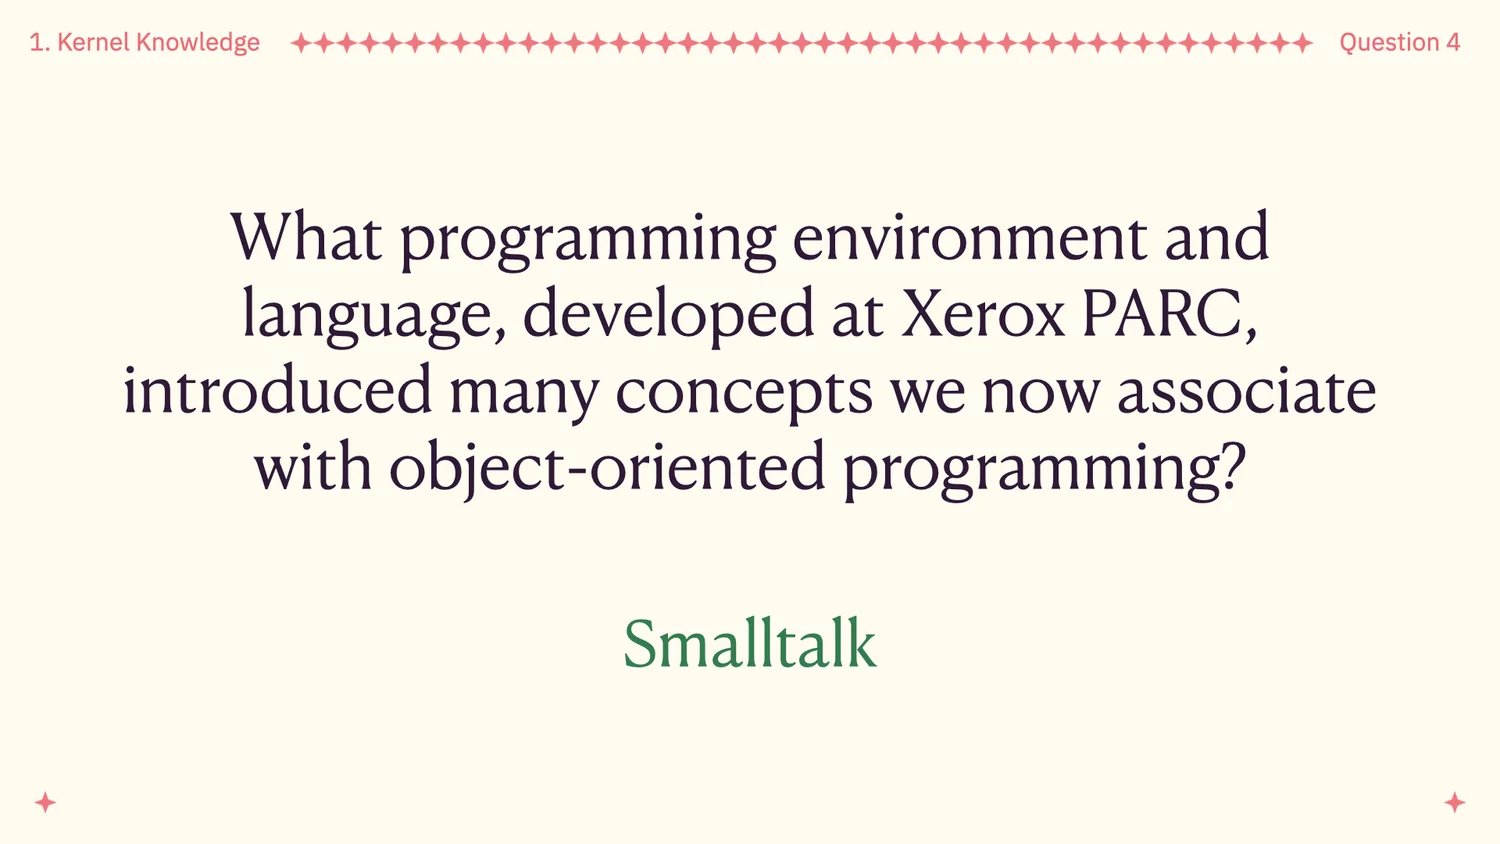 1. Kernel Knowledge
Question 4
What programming environment and
language, developed at Xerox PARC,
introduced many concepts we now associate
with object-oriented programming?
Smalltalk